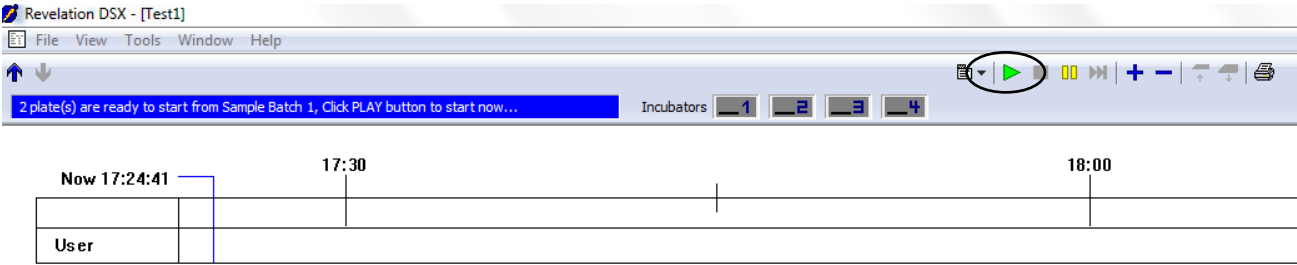 Revelation DSX - [Test1]
File View Tools Window Help
2 plate(s) are ready to start from Sample Batch 1, Click PLAY button to start now...
Incubators 1 2 3 4
17:30 18:00
Now 17:24:41
User